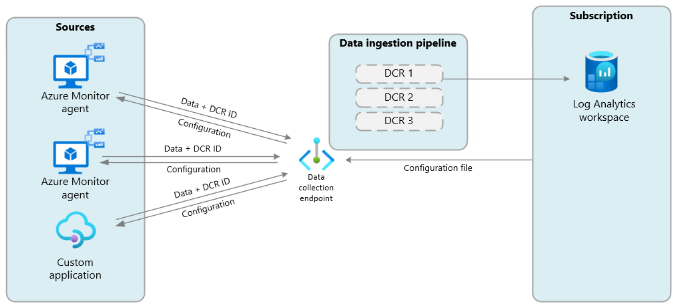 Sources
Azure Monitor
agent
Azure Monitor
agent
Custom
application
Data + DCR ID
Configuration
Data + DCR ID
Configuration
Data + DCR ID
Configuration
Data
collection
endpoint
Data ingestion pipeline
DCR 1
DCR 2
DCR 3
Configuration file
Subscription
Log Analytics
workspace